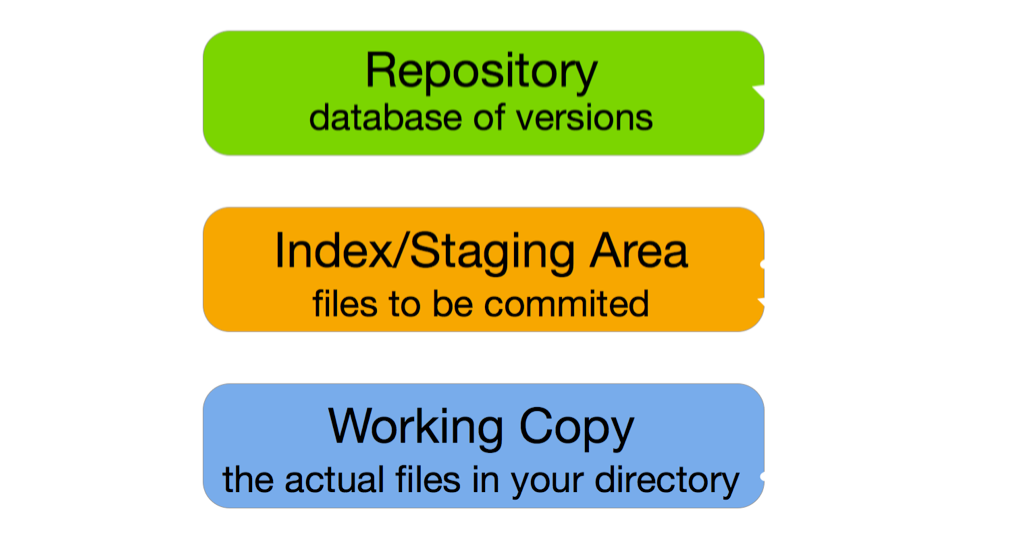 Repository
database of versions
Index/Staging Area
files to be commited
Working Copy
the actual files in your directory